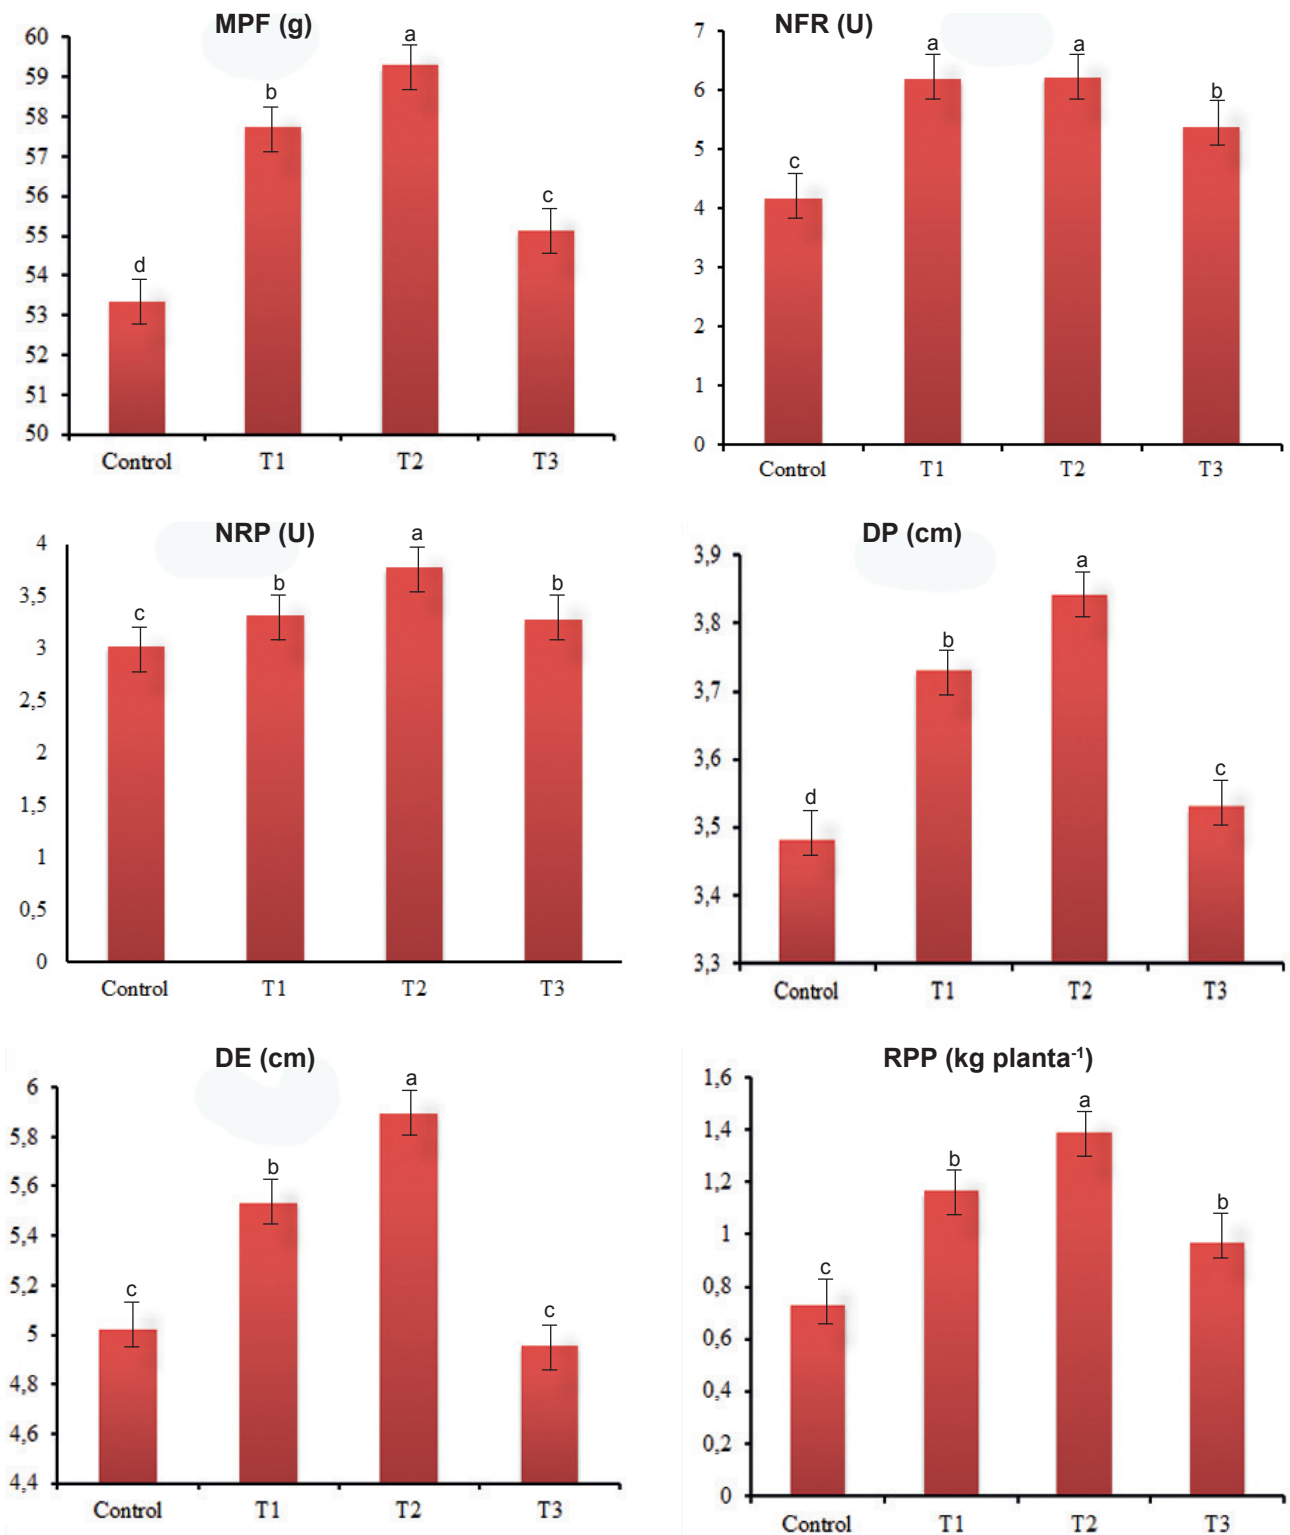 MPF (g)
60
59
58
57
56
55
54
53
52
51
50
d
b
a
c
Control T1 T2 T3
NFR (U)
7
6
5
4
3
2
1
0
c
a
a
b
Control T1 T2 T3
NRP (U)
4
3,5
3
2,5
2
1,5
1
0,5
0
c
b
a
b
Control T1 T2 T3
DP (cm)
3,9
3,8
3,7
3,6
3,5
3,4
3,3
d
b
a
c
Control T1 T2 T3
DE (cm)
6
5,8
5,6
5,4
5,2
5
4,8
4,6
4,4
c
b
a
c
Control T1 T2 T3
RPP (kg planta⁻¹)
1,6
1,4
1,2
1
0,8
0,6
0,4
0,2
0
c
b
a
b
Control T1 T2 T3